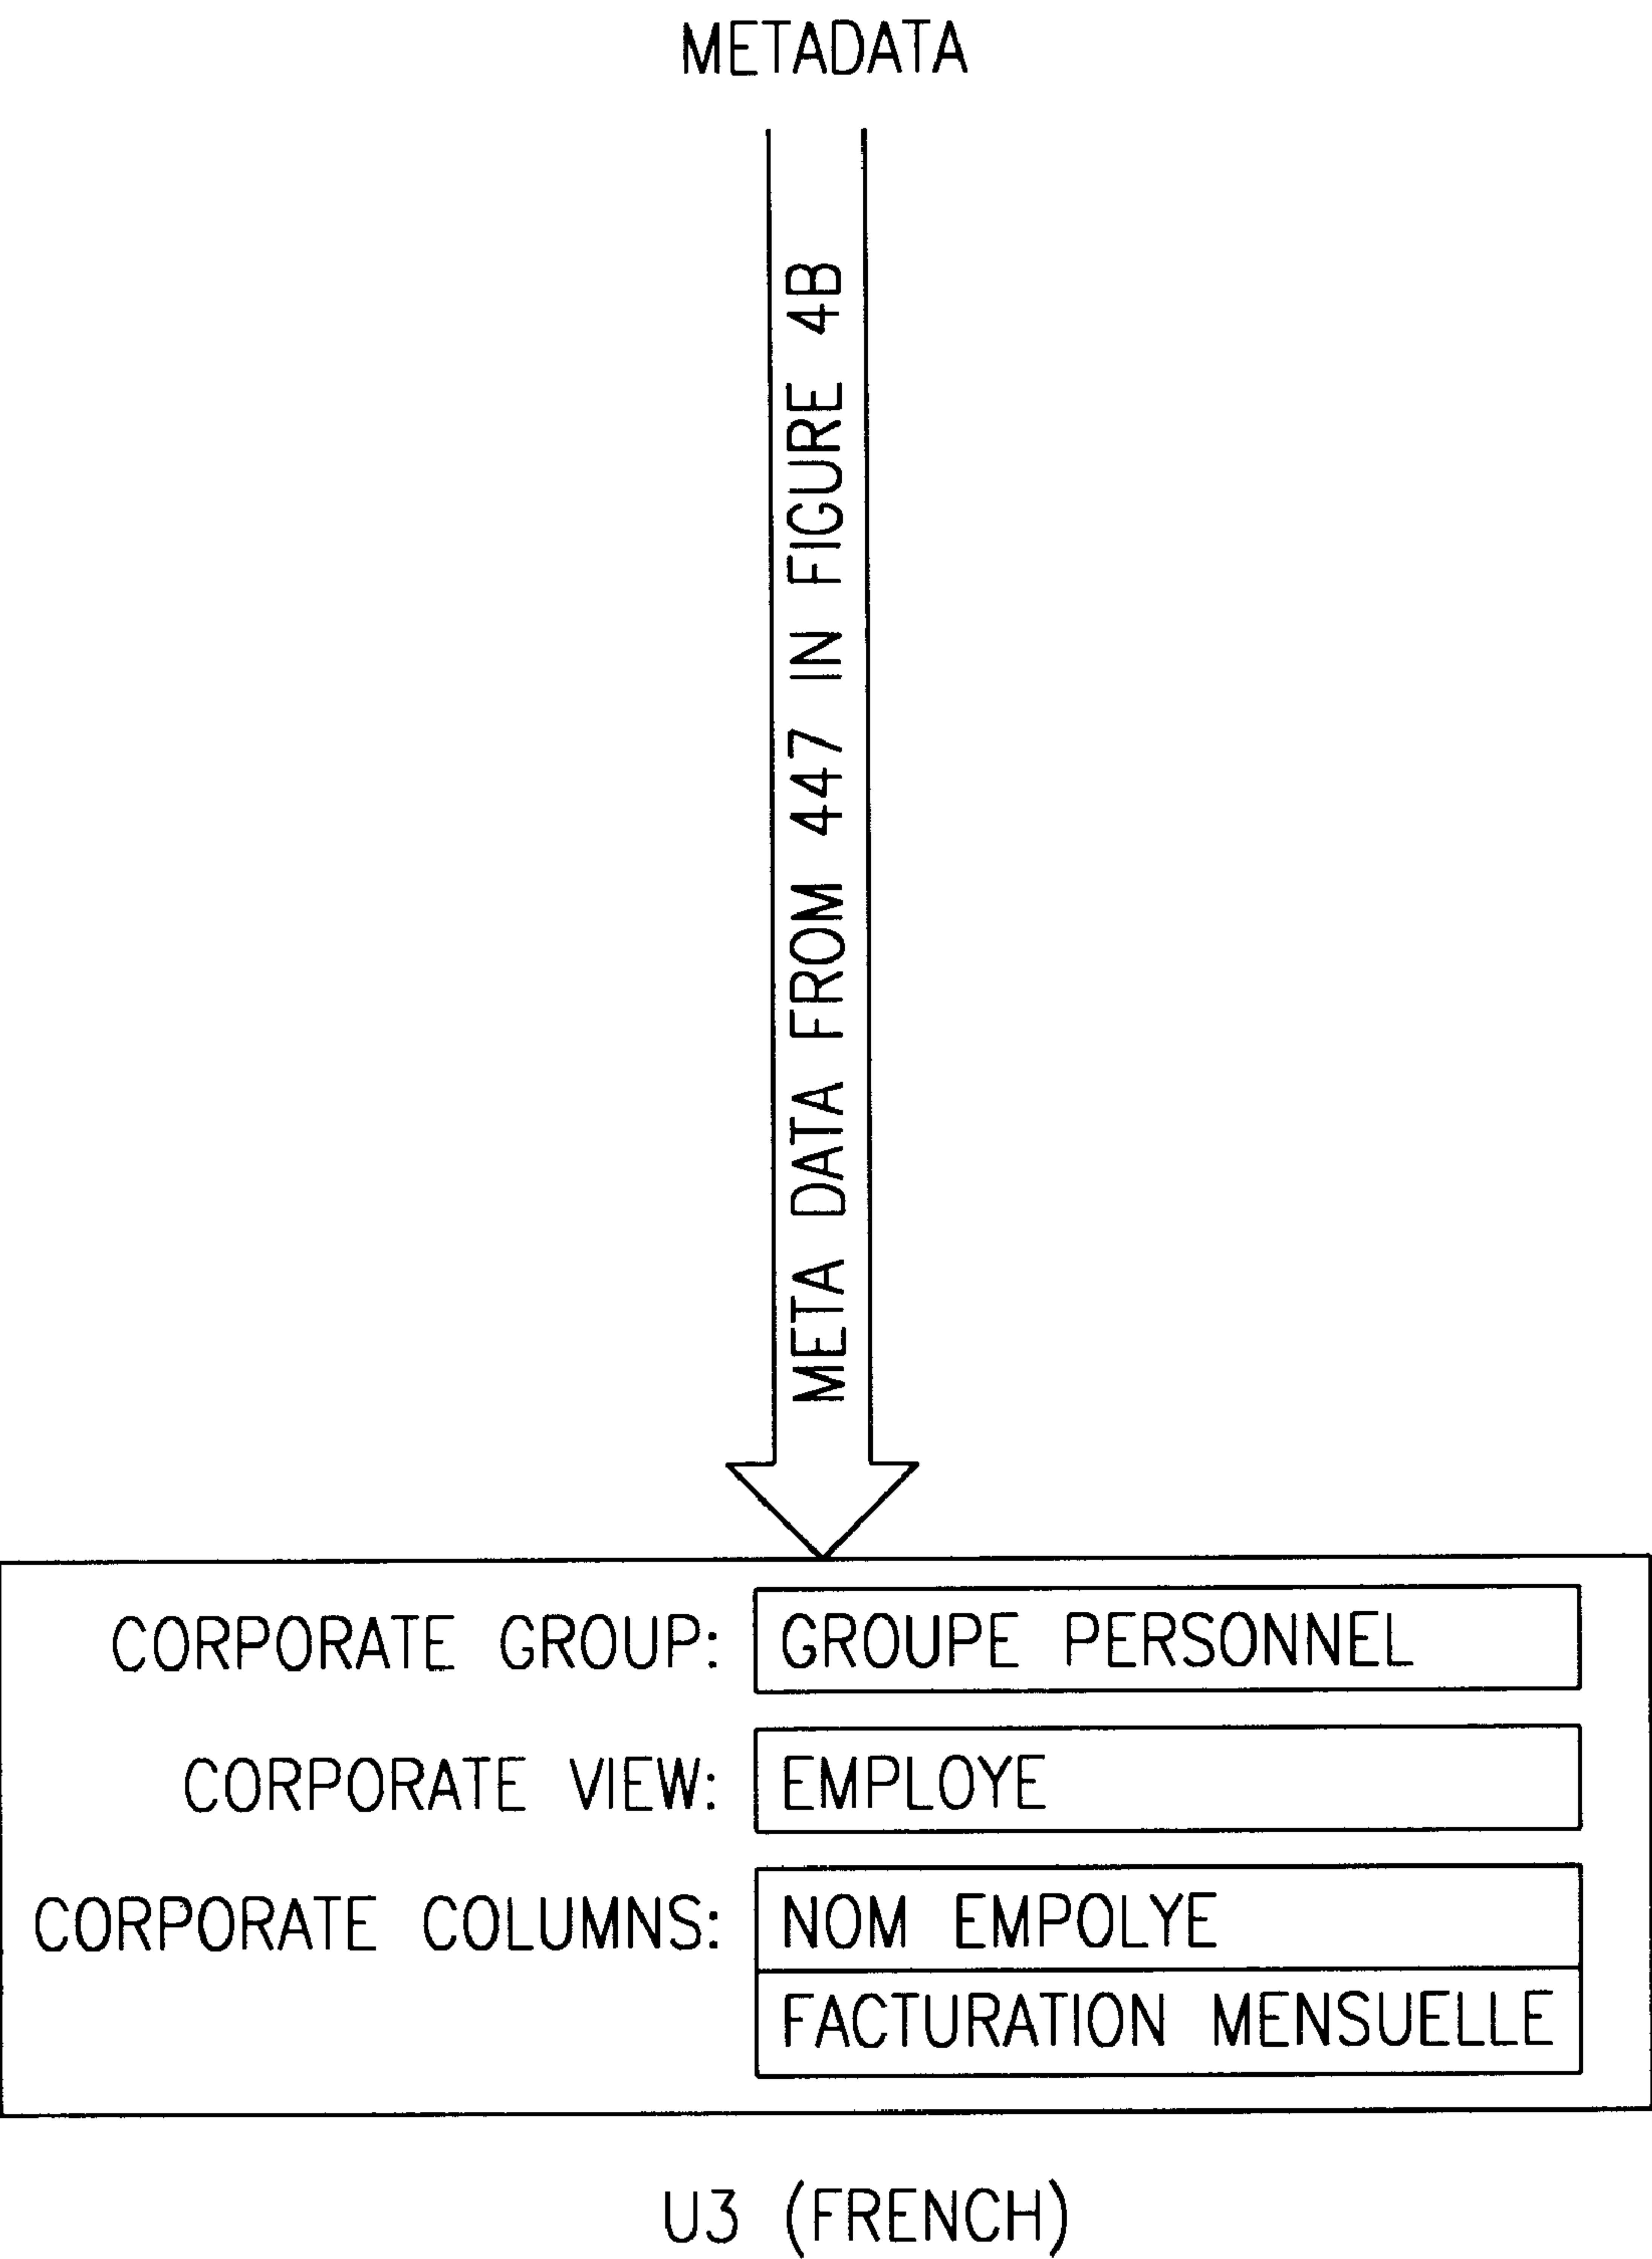 METADATA
META DATA FROM 447 IN FIGURE 4B
CORPORATE GROUP: GROUPE PERSONNEL
CORPORATE VIEW: EMPLOYE
CORPORATE COLUMNS: NOM EMPOLYE
FACTURATION MENSUELLE
U3 (FRENCH)